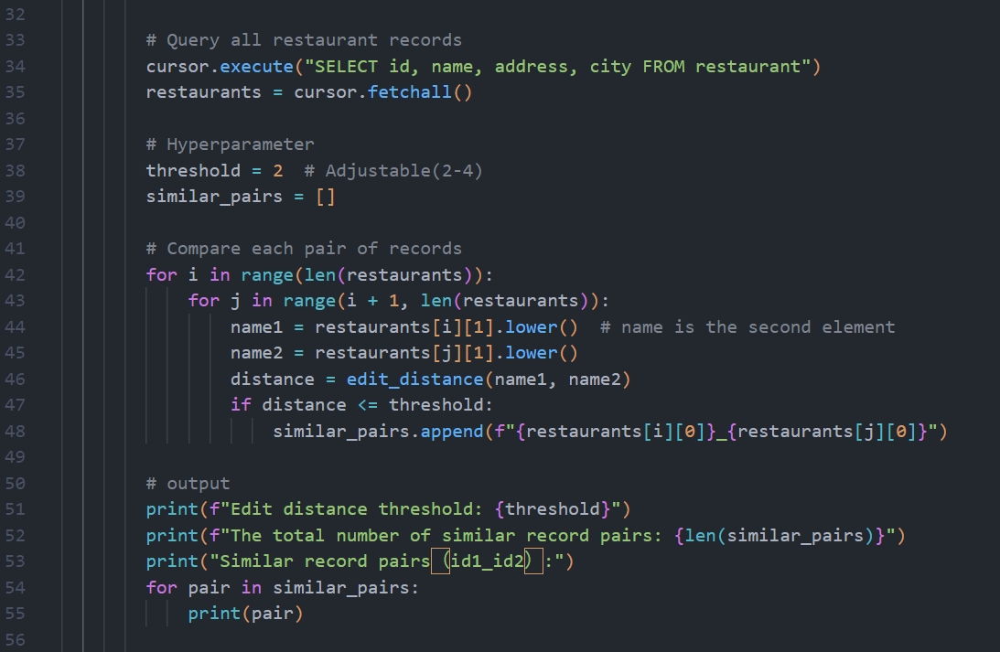 32
33 # Query all restaurant records
34 cursor.execute("SELECT id, name, address, city FROM restaurant")
35 restaurants = cursor.fetchall()
36
37 # Hyperparameter
38 threshold = 2  # Adjustable(2-4)
39 similar_pairs = []
40
41 # Compare each pair of records
42 for i in range(len(restaurants)):
43     for j in range(i + 1, len(restaurants)):
44         name1 = restaurants[i][1].lower()  # name is the second element
45         name2 = restaurants[j][1].lower()
46         distance = edit_distance(name1, name2)
47         if distance <= threshold:
48             similar_pairs.append(f"{restaurants[i][0]}_{restaurants[j][0]}")
49
50 # output
51 print(f"Edit distance threshold: {threshold}")
52 print(f"The total number of similar record pairs: {len(similar_pairs)}")
53 print("Similar record pairs（id1_id2）:")
54 for pair in similar_pairs:
55     print(pair)
56